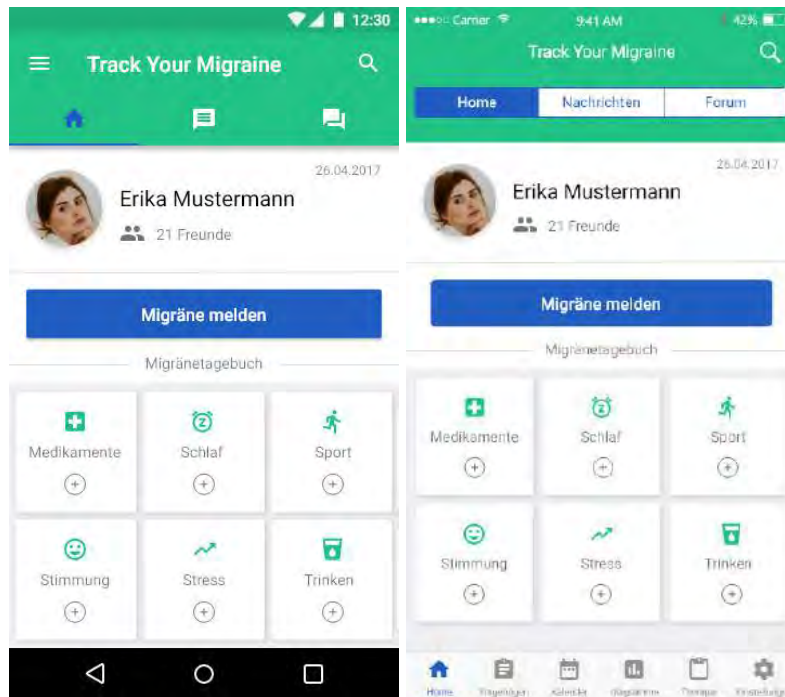 12:30
Track Your Migraine
26.04.2017
Erika Mustermann
21 Freunde
Migräne melden
Migränetagebuch
Medikamente Schlaf Sport
Stimmung Stress Trinken
Carrier 9:41 AM 42%
Track Your Migraine
Home Nachrichten Forum
26.04.2017
Erika Mustermann
21 Freunde
Migräne melden
Migränetagebuch
Medikamente Schlaf Sport
Stimmung Stress Trinken
Home Kalender